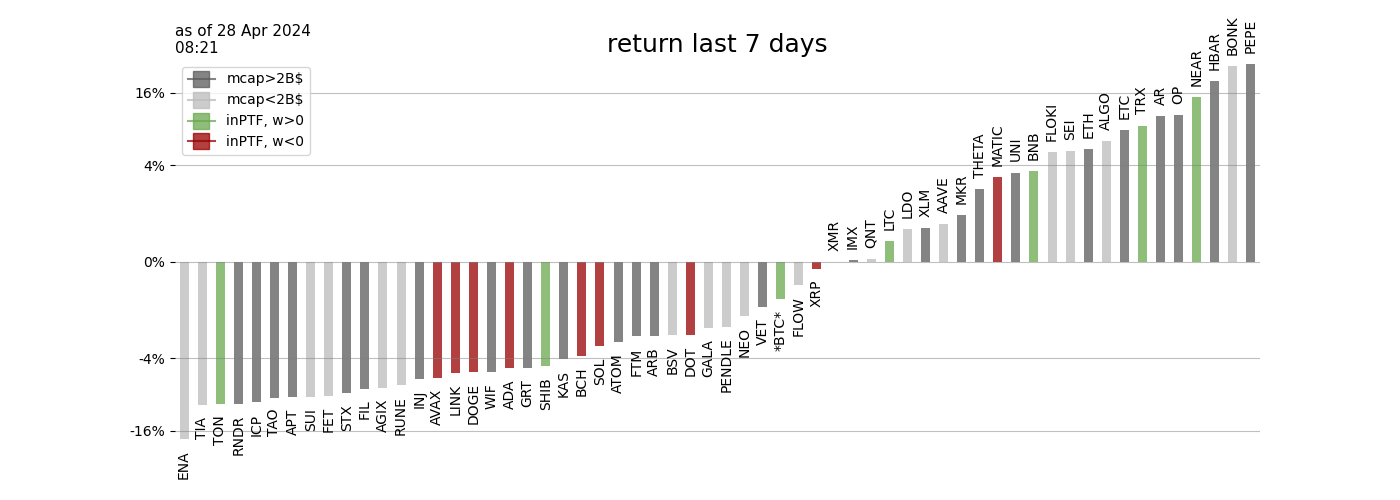 as of 28 Apr 2024
08:21
return last 7 days
mcap>2B$
mcap<2B$
inPTF, w>0
inPTF, w<0
16%
4%
0%
-4%
-16%
ENA
TIA
TON
RNDR
ICP
TAO
APT
SUI
FET
STX
FIL
AGIX
RUNE
INJ
AVAX
LINK
DOGE
WIF
ADA
GRT
SHIB
KAS
BCH
SOL
ATOM
FTM
ARB
BSV
DOT
GALA
PENDLE
NEO
VET
*BTC*
FLOW
XRP
XMR
IMX
QNT
LTC
LDO
XLM
AAVE
MKR
THETA
MATIC
UNI
BNB
FLOKI
SEI
ETH
ALGO
ETC
TRX
AR
OP
NEAR
HBAR
BONK
PEPE